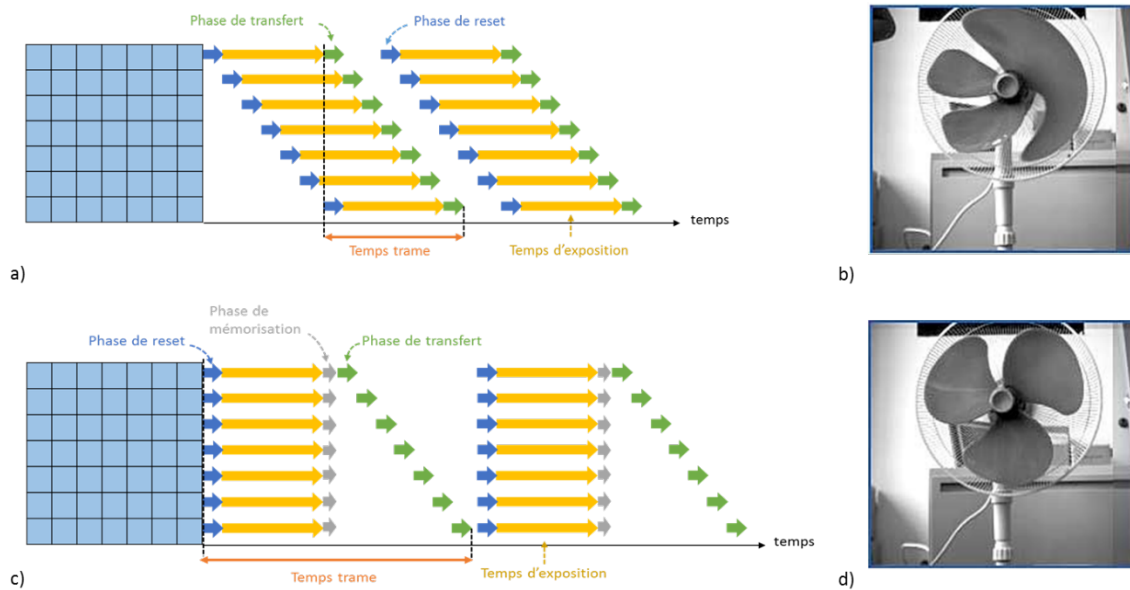 Phase de transfert
Phase de reset
temps
Temps trame
Temps d'exposition
a)
b)
Phase de
mémorisation
Phase de reset
Phase de transfert
temps
Temps trame
Temps d'exposition
c)
d)